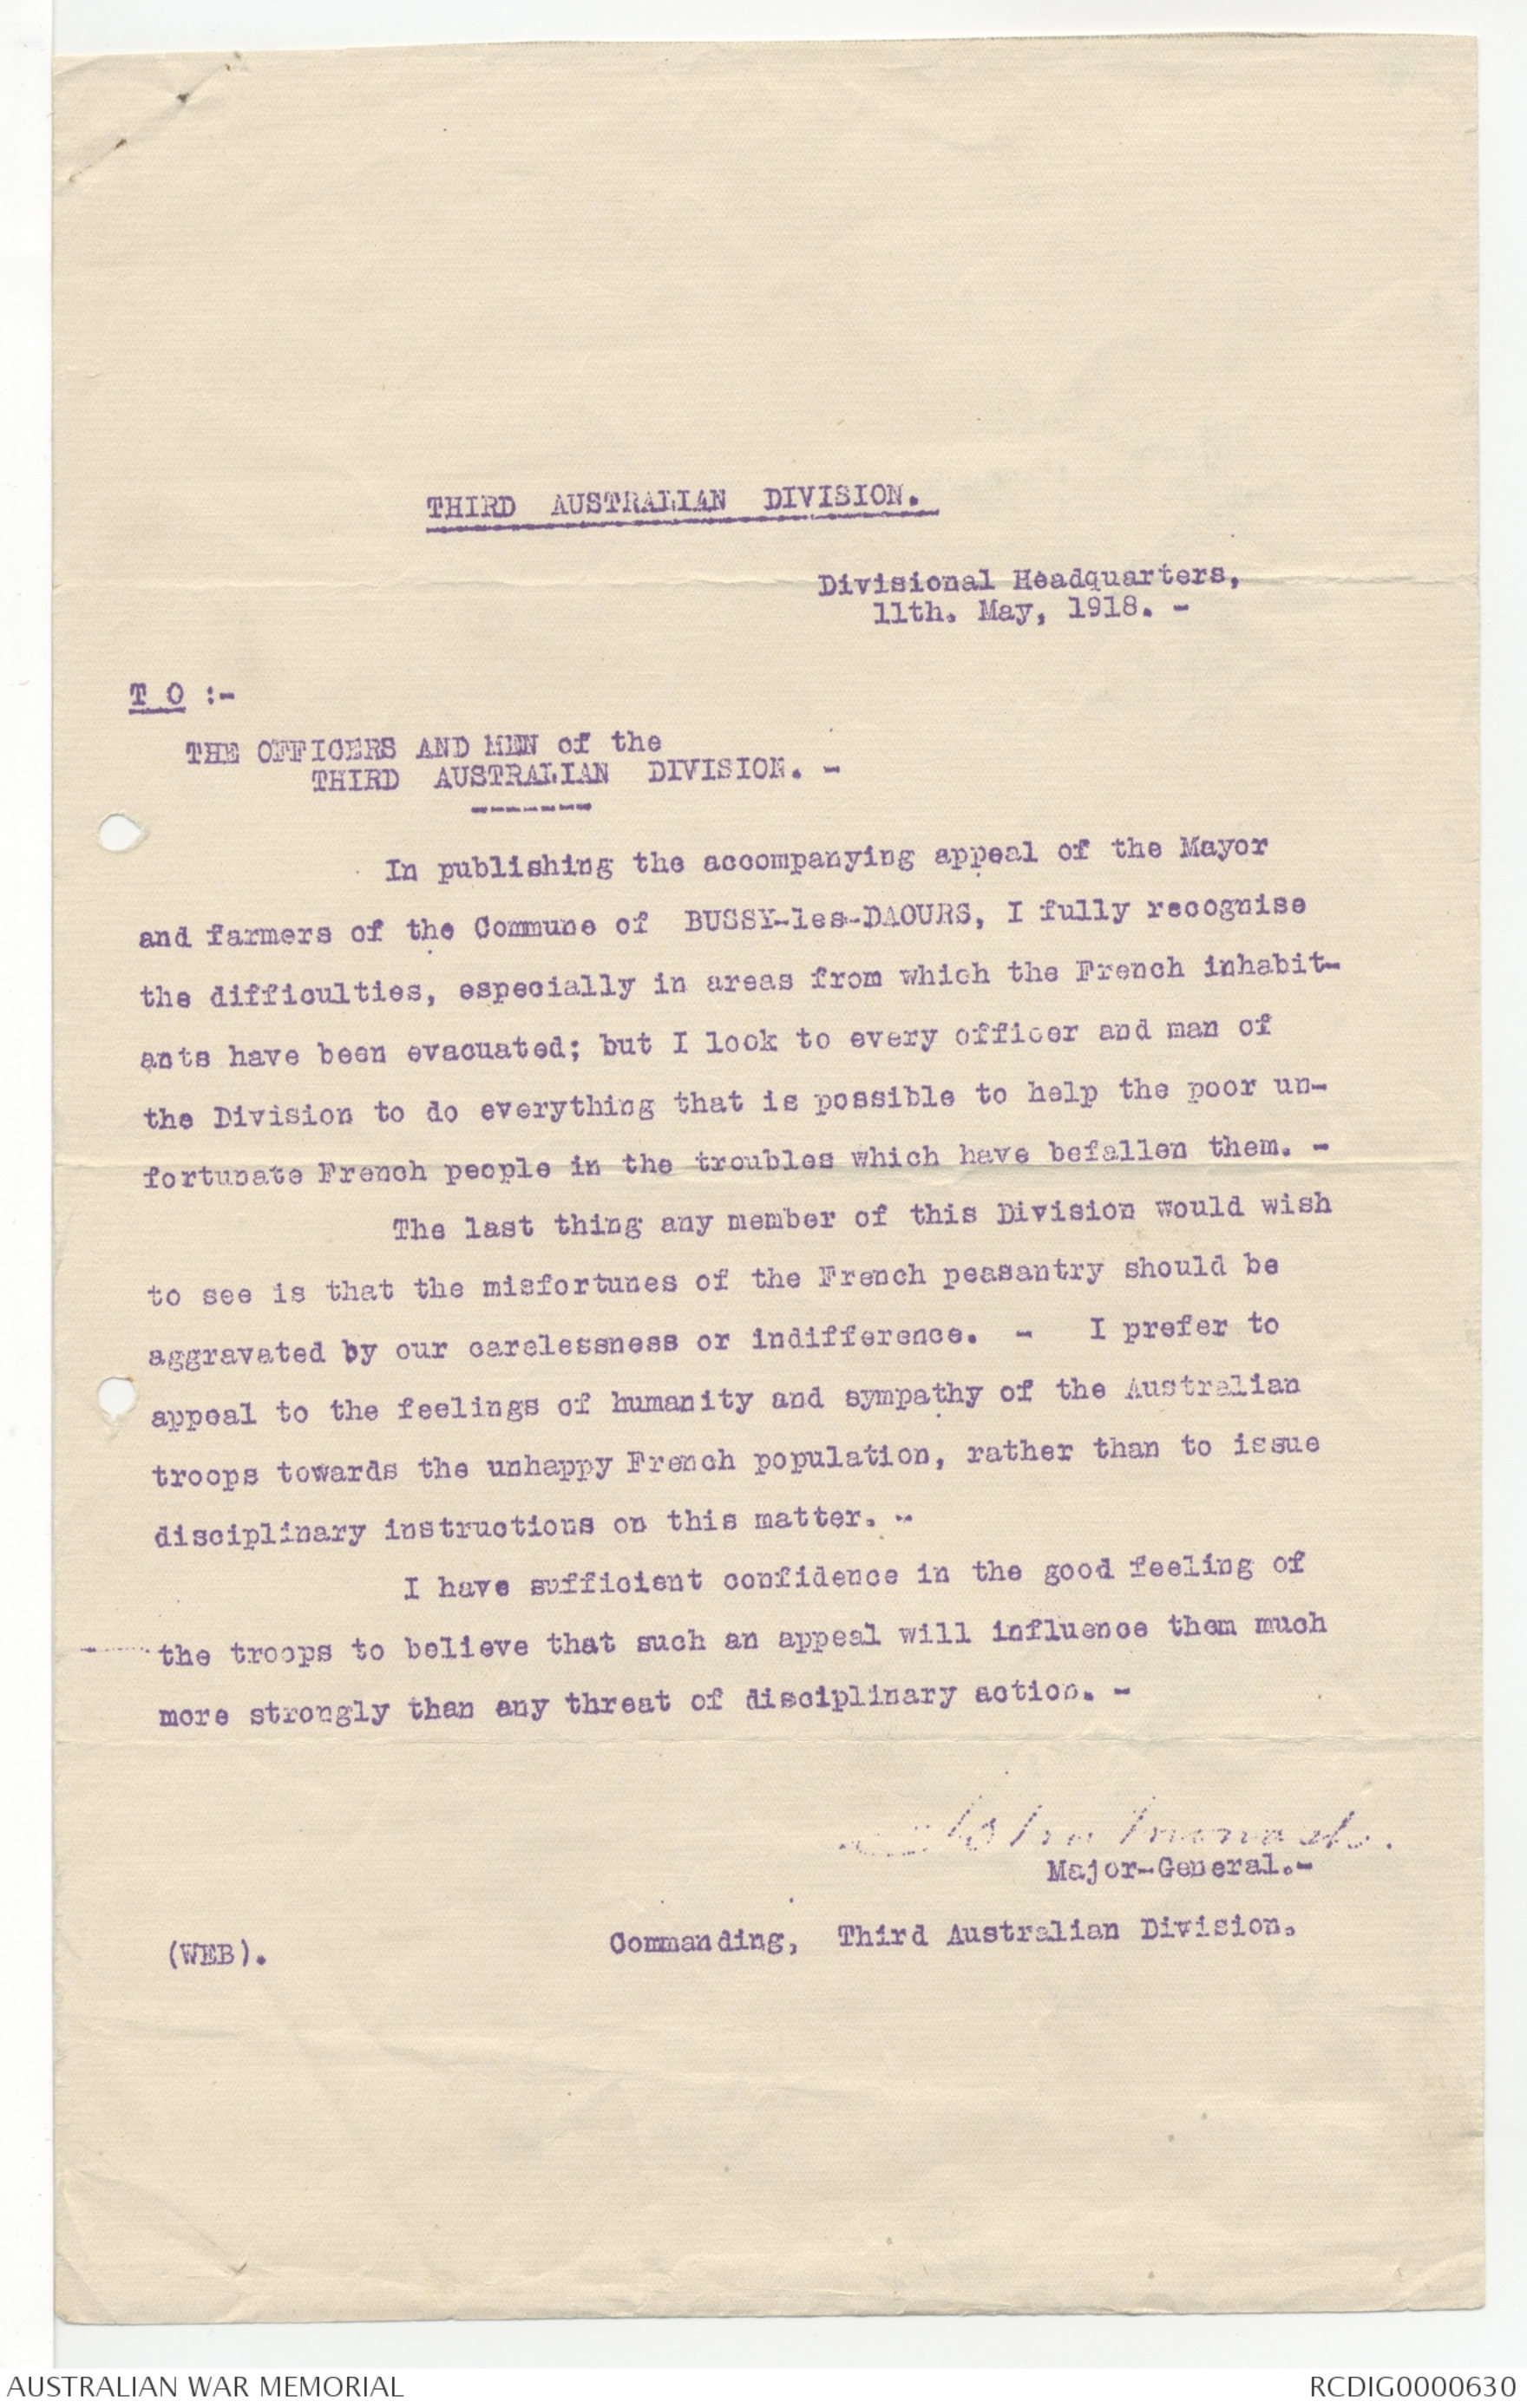 THIRD AUSTRALIAN DIVISION.
Divisional Headquarters,
11th. May, 1918. -
T O :-
THE OFFICERS AND MEN of the
THIRD AUSTRALIAN DIVISION. -
-------
In publishing the accompanying appeal of the Mayor
and farmers of the Commune of BUSSY-les-DAOURS, I fully recognise
the difficulties, especially in areas from which the French inhabit-
ants have been evacuated; but I look to every officer and man of
the Division to do everything that is possible to help the poor un-
fortunate French people in the troubles which have befallen them. -
The last thing any member of this Division would wish
to see is that the misfortunes of the French peasantry should be
aggravated by our carelessness or indifference. - I prefer to
appeal to the feelings of humanity and sympathy of the Australian
troops towards the unhappy French population, rather than to issue
disciplinary instructions on this matter. -
I have sufficient confidence in the good feeling of
the troops to believe that such an appeal will influence them much
more strongly than any threat of disciplinary action. -
John Monash.
Major-General.-
Commanding, Third Australian Division.
(WEB).
AUSTRALIAN WAR MEMORIAL
RCDIG0000630